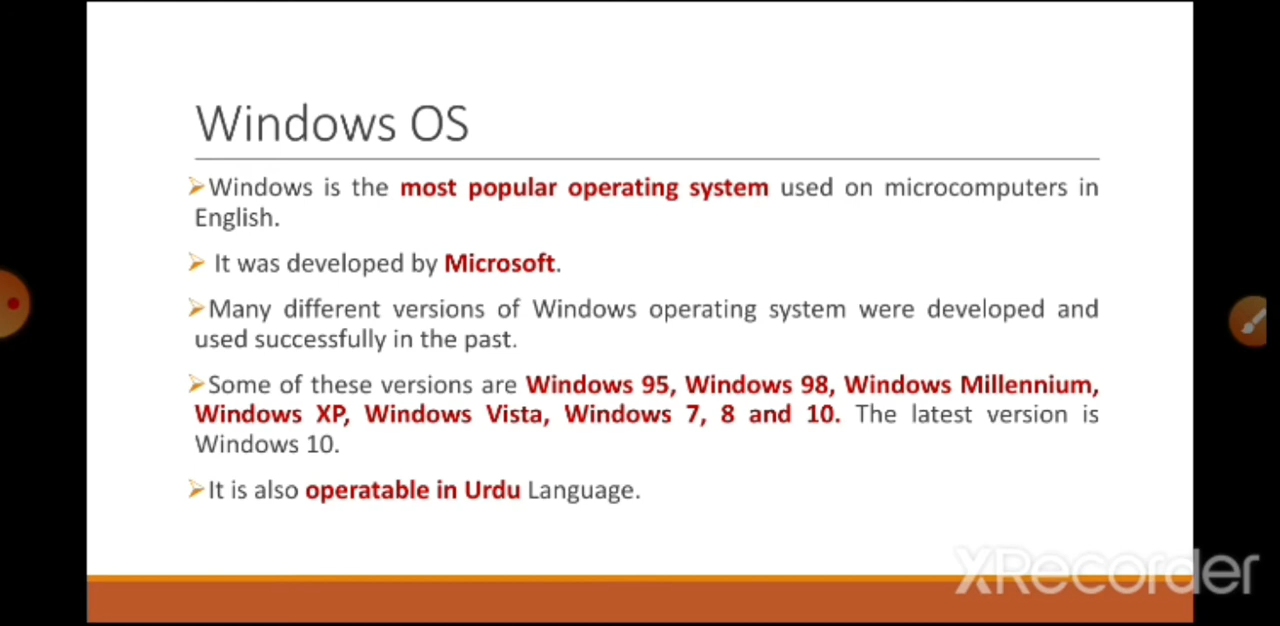 Windows OS
➢Windows is the most popular operating system used on microcomputers in
English.
➢ It was developed by Microsoft.
➢Many different versions of Windows operating system were developed and
used successfully in the past.
➢Some of these versions are Windows 95, Windows 98, Windows Millennium,
Windows XP, Windows Vista, Windows 7, 8 and 10. The latest version is
Windows 10.
➢It is also operatable in Urdu Language.
XRecorder